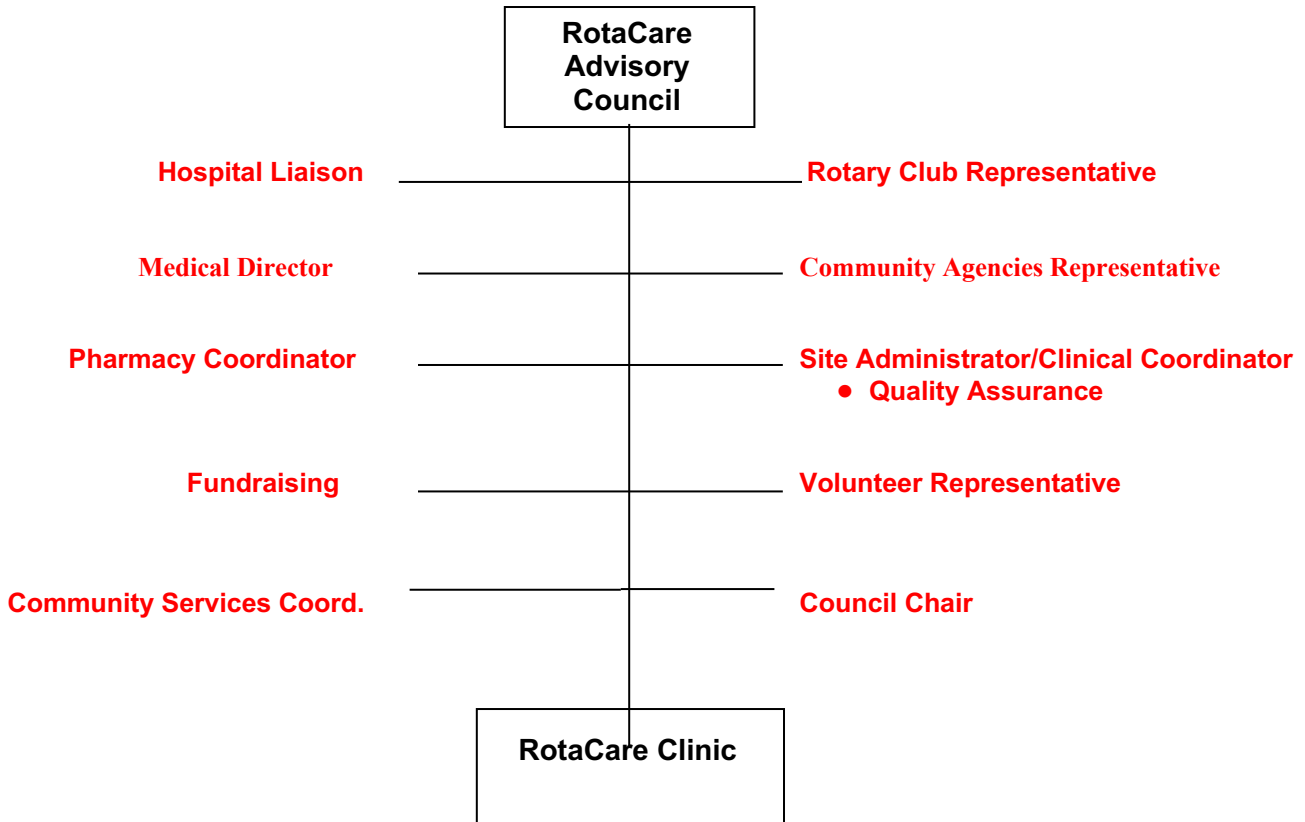 RotaCare
Advisory
Council
Hospital Liaison
Rotary Club Representative
Medical Director
Community Agencies Representative
Pharmacy Coordinator
Site Administrator/Clinical Coordinator
● Quality Assurance
Fundraising
Volunteer Representative
Community Services Coord.
Council Chair
RotaCare Clinic